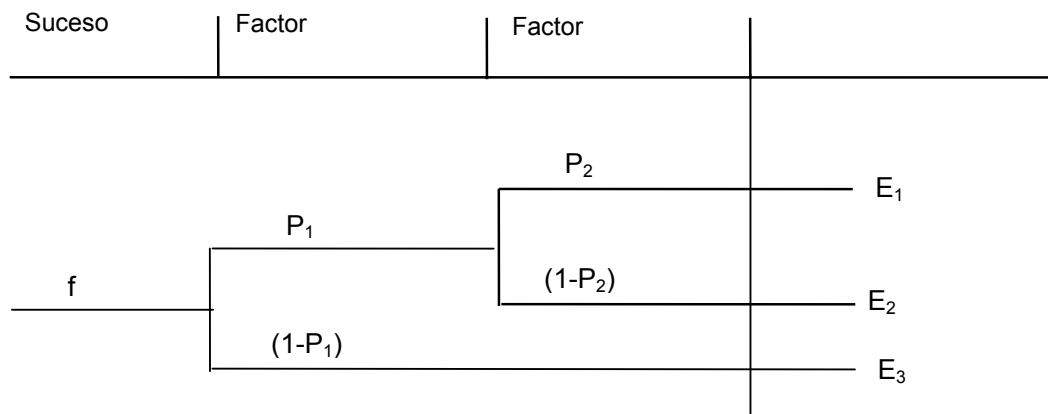 Suceso Factor Factor
P₂
E₁
P₁
(1-P₂)
f
E₂
(1-P₁)
E₃